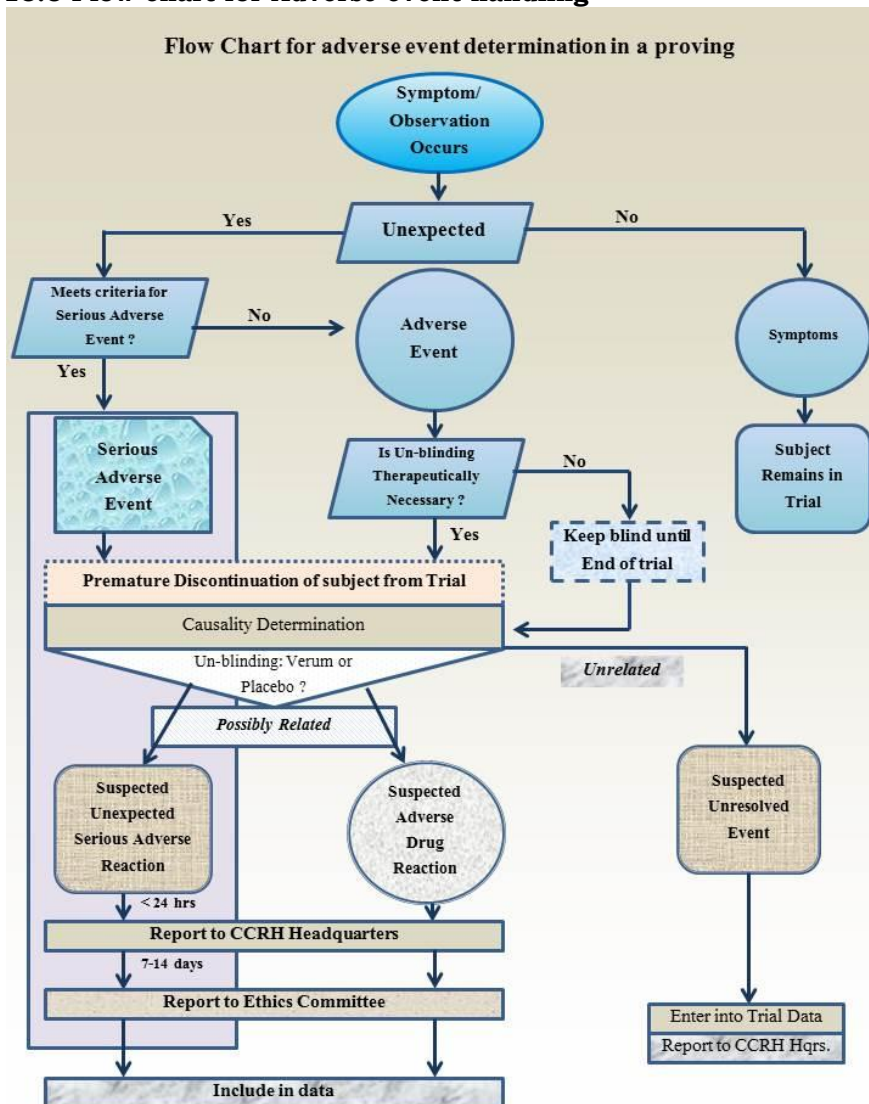 Flow Chart for adverse event determination in a proving
Symptom/
Observation
Occurs
Yes
Unexpected
No
Meets criteria for
Serious Adverse
Event ?
No
Adverse
Event
Symptoms
Yes
Serious
Adverse
Event
Is Un-blinding
Therapeutically
Necessary ?
No
Subject
Remains in
Trial
Yes
Keep blind until
End of trial
Premature Discontinuation of subject from Trial
Causality Determination
Un-blinding: Verum or
Placebo ?
Unrelated
Possibly Related
Suspected
Unexpected
Serious Adverse
Reaction
Suspected
Adverse
Drug
Reaction
Suspected
Unresolved
Event
< 24 hrs
Report to CCRH Headquarters
7-14 days
Report to Ethics Committee
Enter into Trial Data
Report to CCRH Hqrs.
Include in data